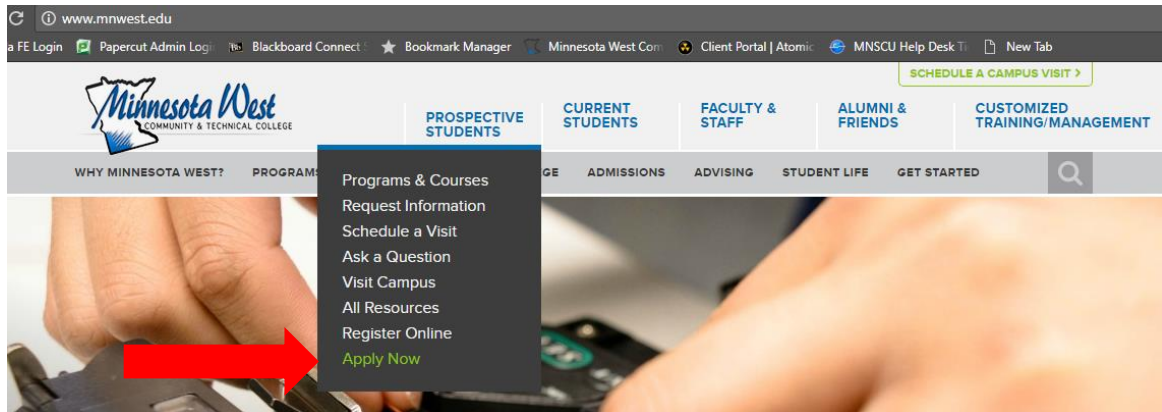 www.mnwest.edu
a FE Login Papercut Admin Logi Blackboard Connect Bookmark Manager Minnesota West Com Client Portal | Atomic MNSCU Help Desk Ti New Tab
SCHEDULE A CAMPUS VISIT >
Minnesota West
COMMUNITY & TECHNICAL COLLEGE
PROSPECTIVE
STUDENTS
CURRENT
STUDENTS
FACULTY &
STAFF
ALUMNI &
FRIENDS
CUSTOMIZED
TRAINING/MANAGEMENT
WHY MINNESOTA WEST? PROGRAM GE ADMISSIONS ADVISING STUDENT LIFE GET STARTED
Programs & Courses
Request Information
Schedule a Visit
Ask a Question
Visit Campus
All Resources
Register Online
Apply Now